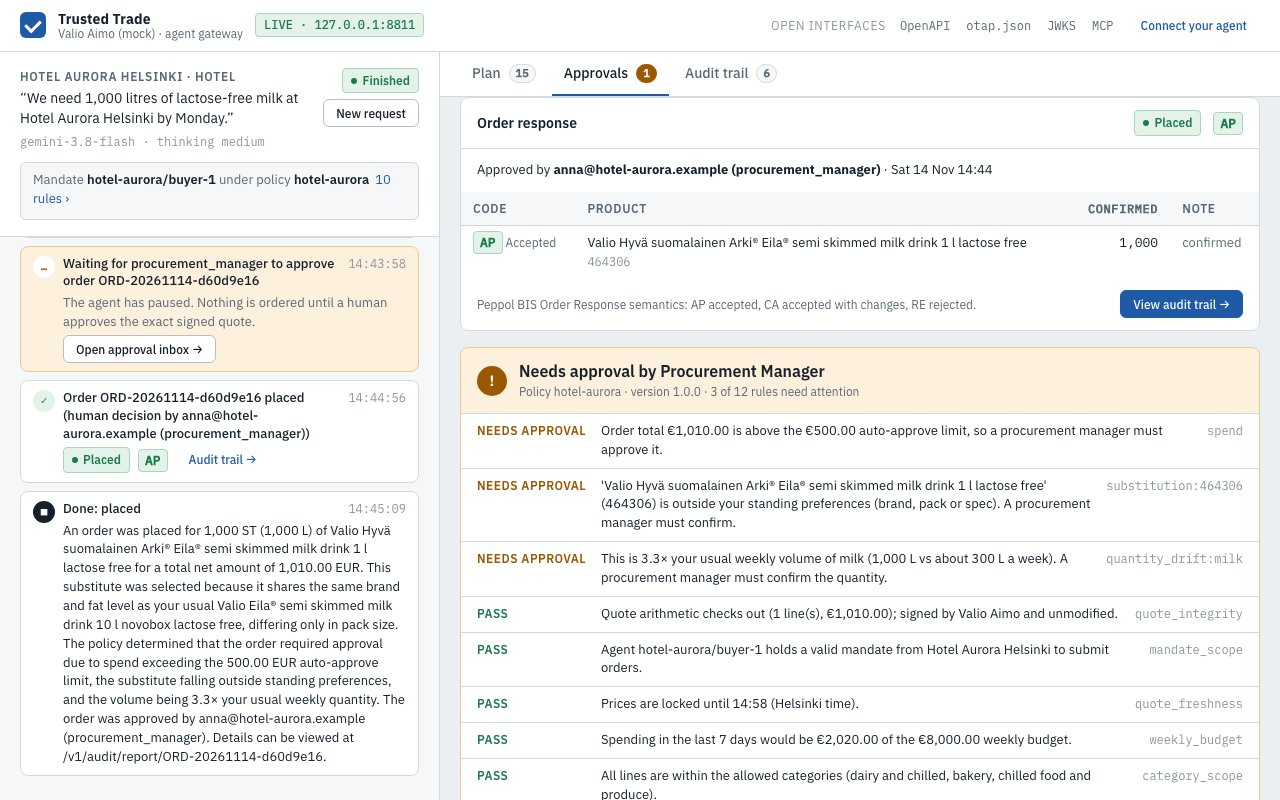 Trusted Trade
Valio Aimo (mock) · agent gateway
LIVE · 127.0.0.1:8811
OPEN INTERFACES
OpenAPI
otap.json
JWKS
MCP
Connect your agent
HOTEL AURORA HELSINKI · HOTEL
“We need 1,000 litres of lactose-free milk at
Hotel Aurora Helsinki by Monday.”
gemini-3.8-flash · thinking medium
Finished
New request
Mandate hotel-aurora/buyer-1 under policy hotel-aurora 10
rules ›
Waiting for procurement_manager to approve
order ORD-20261114-d60d9e16
14:43:58
The agent has paused. Nothing is ordered until a human
approves the exact signed quote.
Open approval inbox →
Order ORD-20261114-d60d9e16 placed
(human decision by anna@hotel-
aurora.example (procurement_manager))
14:44:56
Placed
AP
Audit trail →
Done: placed
14:45:09
An order was placed for 1,000 ST (1,000 L) of Valio Hyvä
suomalainen Arki® Eila® semi skimmed milk drink 1 l
lactose free for a total net amount of 1,010.00 EUR. This
substitute was selected because it shares the same brand
and fat level as your usual Valio Eila® semi skimmed milk
drink 10 l novobox lactose free, differing only in pack size.
The policy determined that the order required approval
due to spend exceeding the 500.00 EUR auto-approve
limit, the substitute falling outside standing preferences,
and the volume being 3.3× your usual weekly quantity. The
order was approved by anna@hotel-aurora.example
(procurement_manager). Details can be viewed at
/v1/audit/report/ORD-20261114-d60d9e16.
Plan 15
Approvals 1
Audit trail 6
Order response
Placed
AP
Approved by anna@hotel-aurora.example (procurement_manager) · Sat 14 Nov 14:44
CODE PRODUCT CONFIRMED NOTE
AP Accepted Valio Hyvä suomalainen Arki® Eila® semi skimmed milk drink 1 l lactose free 1,000 confirmed
464306
Peppol BIS Order Response semantics: AP accepted, CA accepted with changes, RE rejected.
View audit trail →
! Needs approval by Procurement Manager
Policy hotel-aurora · version 1.0.0 · 3 of 12 rules need attention
NEEDS APPROVAL Order total €1,010.00 is above the €500.00 auto-approve limit, so a procurement manager must spend
approve it.
NEEDS APPROVAL 'Valio Hyvä suomalainen Arki® Eila® semi skimmed milk drink 1 l lactose free' substitution:464306
(464306) is outside your standing preferences (brand, pack or spec). A procurement
manager must confirm.
NEEDS APPROVAL This is 3.3× your usual weekly volume of milk (1,000 L vs about 300 L a week). A quantity_drift:milk
procurement manager must confirm the quantity.
PASS Quote arithmetic checks out (1 line(s), €1,010.00); signed by Valio Aimo and unmodified. quote_integrity
PASS Agent hotel-aurora/buyer-1 holds a valid mandate from Hotel Aurora Helsinki to submit mandate_scope
orders.
PASS Prices are locked until 14:58 (Helsinki time). quote_freshness
PASS Spending in the last 7 days would be €2,020.00 of the €8,000.00 weekly budget. weekly_budget
PASS All lines are within the allowed categories (dairy and chilled, bakery, chilled food and category_scope
produce).